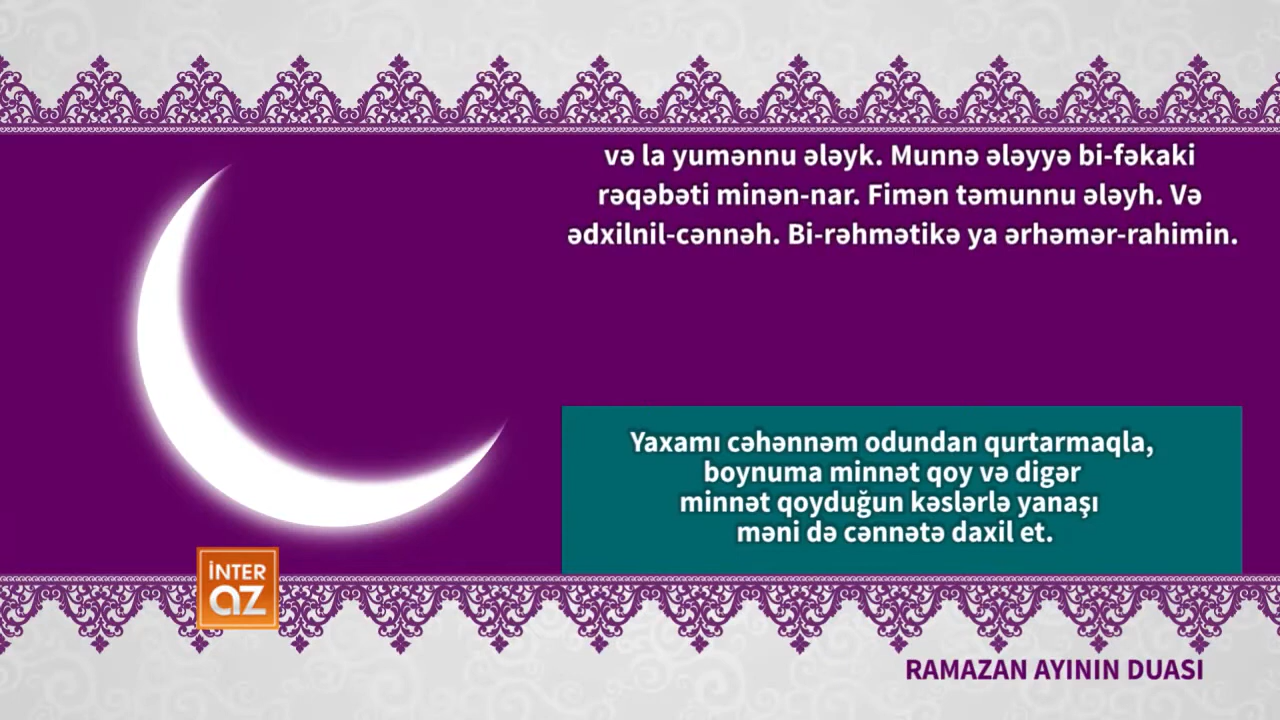 və la yumənnu ələyk. Munnə ələyyə bi-fəkaki
rəqəbəti minən-nar. Fimən təmunnu ələyh. Və
ədxilnil-cənnəh. Bi-rəhmətikə ya ərhəmər-rahimin.
Yaxamı cəhənnəm odundan qurtarmaqla,
boynuma minnət qoy və digər
minnət qoyduğun kəslərlə yanaşı
məni də cənnətə daxil et.
İNTER
az
RAMAZAN AYININ DUASI